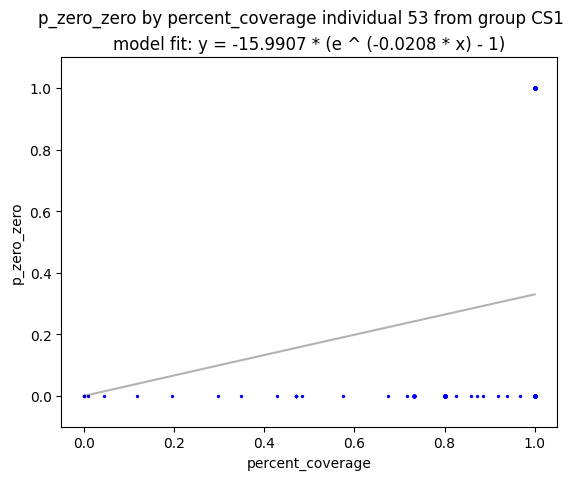 p_zero_zero by percent_coverage individual 53 from group CS1
model fit: y = -15.9907 * (e ^ (-0.0208 * x) - 1)
p_zero_zero
1.0
0.8
0.6
0.4
0.2
0.0
0.0 0.2 0.4 0.6 0.8 1.0
percent_coverage